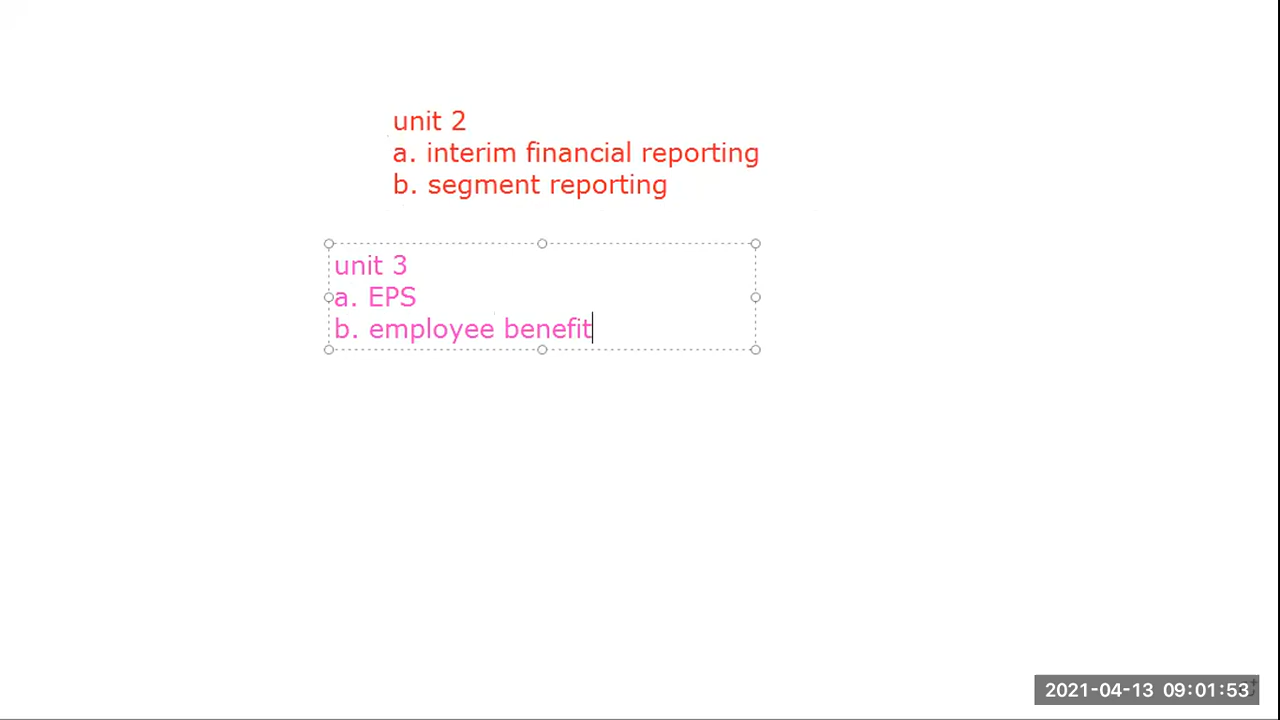 unit 2
a. interim financial reporting
b. segment reporting
unit 3
a. EPS
b. employee benefit
2021-04-13 09:01:53